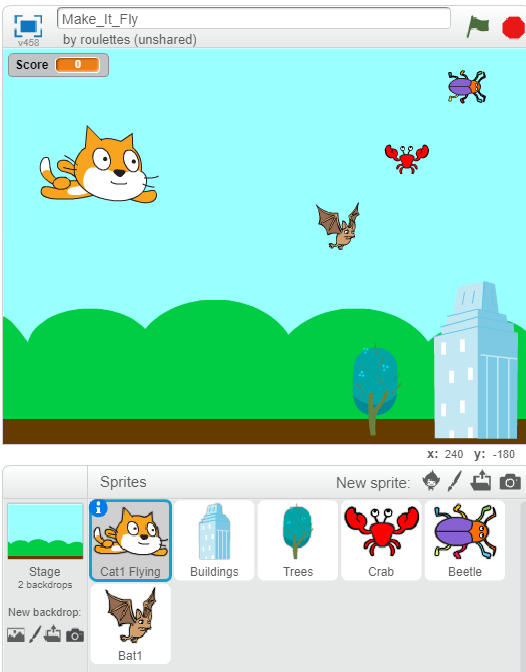 Make_It_Fly
v458
by roulettes (unshared)
Score 0
x: 240 y: -180
Sprites New sprite:
Cat1 Flying Buildings Trees Crab Beetle
Stage
2 backdrops
New backdrop:
Bat1